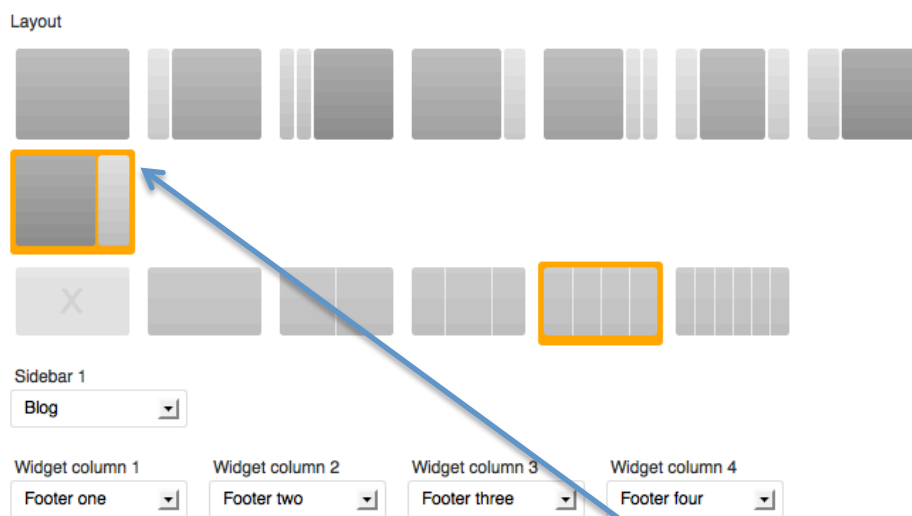 Layout
X
Sidebar 1
Blog
Widget column 1 Widget column 2 Widget column 3 Widget column 4
Footer one Footer two Footer three Footer four